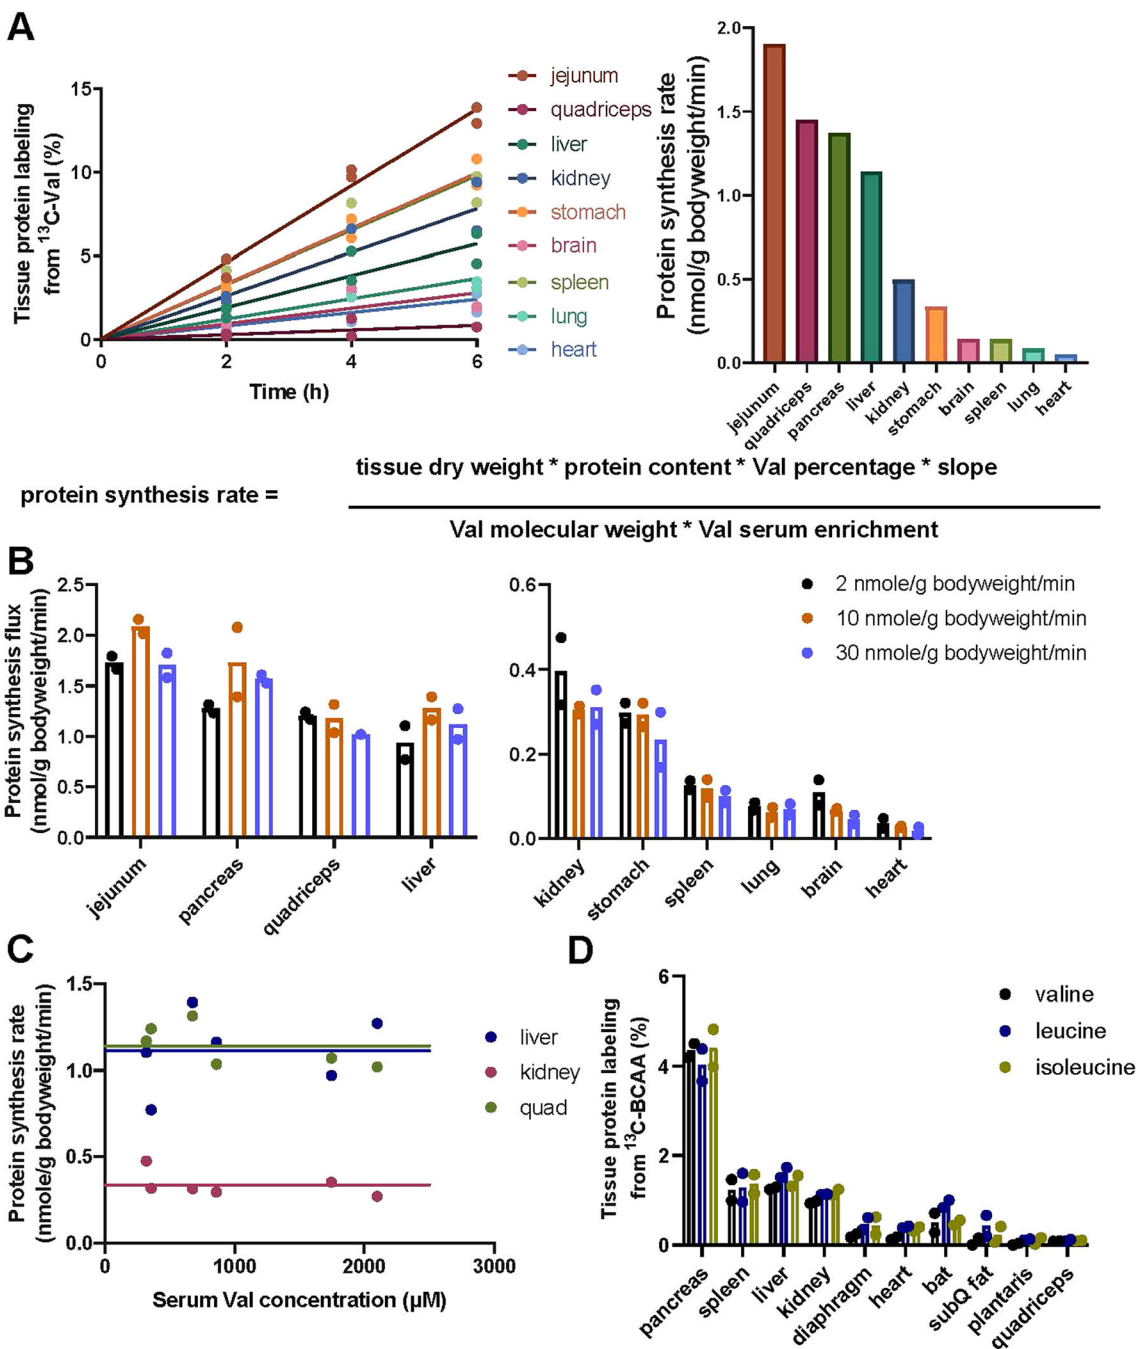 A
Tissue protein labeling
from 13C-Val (%)
15
10
5
0
0
2
4
6
Time (h)
jejunum
quadriceps
liver
kidney
stomach
brain
spleen
lung
heart
Protein synthesis rate
(nmol/g bodyweight/min)
2.0
1.5
1.0
0.5
0.0
jejunum
quadriceps
pancreas
liver
kidney
stomach
brain
spleen
lung
heart
tissue dry weight * protein content * Val percentage * slope
protein synthesis rate =
Val molecular weight * Val serum enrichment
B
Protein synthesis flux
(nmol/g bodyweight/min)
2.5
2.0
1.5
1.0
0.5
0.0
jejunum
pancreas
quadriceps
liver
0.6
0.4
0.2
0.0
kidney
stomach
spleen
lung
brain
heart
2 nmole/g bodyweight/min
10 nmole/g bodyweight/min
30 nmole/g bodyweight/min
C
Protein synthesis rate
(nmole/g bodyweight/min)
1.5
1.0
0.5
0.0
0
1000
2000
3000
Serum Val concentration (μM)
liver
kidney
quad
D
Tissue protein labeling
from 13C-BCAA (%)
6
4
2
0
pancreas
spleen
liver
kidney
diaphragm
heart
bat
subQ fat
plantaris
quadriceps
valine
leucine
isoleucine